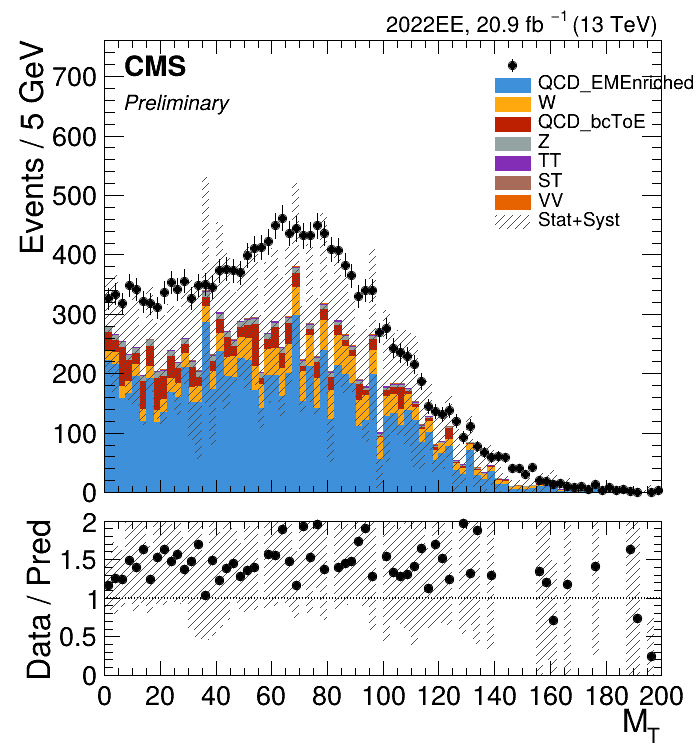 2022EE, 20.9 fb⁻¹ (13 TeV)
CMS
Preliminary
QCD_EMEnriched
W
QCD_bcToE
Z
TT
ST
VV
Stat+Syst
Events / 5 GeV
700
600
500
400
300
200
100
0
Data / Pred
2
1.5
1
0.5
0
0 20 40 60 80 100 120 140 160 180 200
M_T